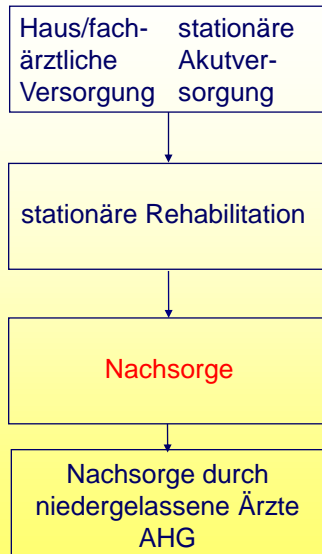 Haus/fach- stationäre
ärztliche Akutver-
Versorgung sorgung
stationäre Rehabilitation
Nachsorge
Nachsorge durch
niedergelassene Ärzte
AHG